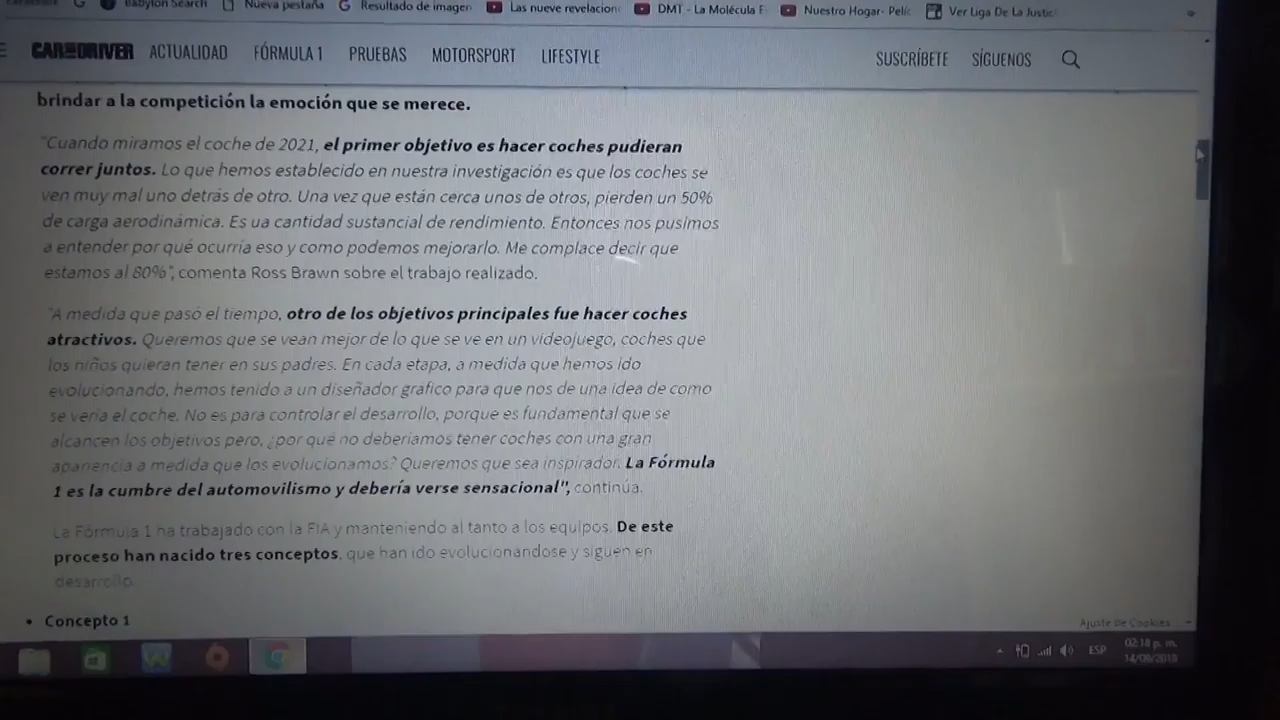 Babylon Search Nueva pestaña Resultado de imagen Las nueve revelacion DMT - La Molécula E Nuestro Hogar- Pelíc Ver Liga De La Justic
CAR AND DRIVER ACTUALIDAD FÓRMULA 1 PRUEBAS MOTORSPORT LIFESTYLE SUSCRÍBETE SÍGUENOS
brindar a la competición la emoción que se merece.
"Cuando miramos el coche de 2021, el primer objetivo es hacer coches pudieran
correr juntos. Lo que hemos establecido en nuestra investigación es que los coches se
ven muy mal uno detrás de otro. Una vez que están cerca unos de otros, pierden un 50%
de carga aerodinámica. Es ua cantidad sustancial de rendimiento. Entonces nos pusimos
a entender por qué ocurría eso y como podemos mejorarlo. Me complace decir que
estamos al 80%", comenta Ross Brawn sobre el trabajo realizado.
"A medida que pasó el tiempo, otro de los objetivos principales fue hacer coches
atractivos. Queremos que se vean mejor de lo que se ve en un videojuego, coches que
los niños quieran tener en sus padres. En cada etapa, a medida que hemos ido
evolucionando, hemos tenido a un diseñador grafico para que nos de una idea de como
se vería el coche. No es para controlar el desarrollo, porque es fundamental que se
alcancen los objetivos pero, ¿por qué no deberíamos tener coches con una gran
apariencia a medida que los evolucionamos? Queremos que sea inspirador. La Fórmula
1 es la cumbre del automovilismo y debería verse sensacional", continúa.
La Fórmula 1 ha trabajado con la FIA y manteniendo al tanto a los equipos. De este
proceso han nacido tres conceptos, que han ido evolucionandose y siguen en
desarrollo.
• Concepto 1
Ajuste de Cookies
ESP 02:18 p. m.
14/09/2018